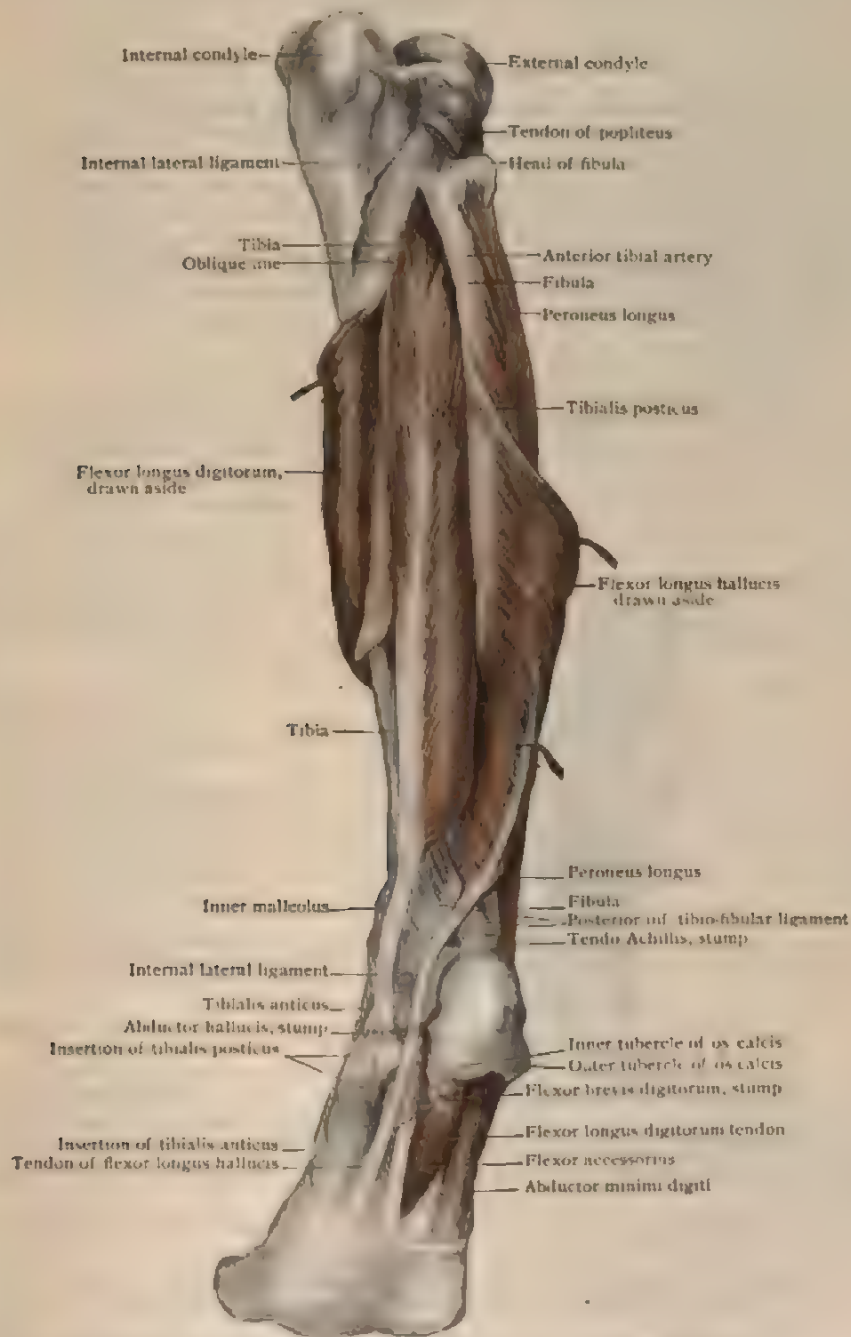 Internal condyle
External condyle
Tendon of popliteus
Internal lateral ligament
Head of fibula
Tibia
Oblique line
Anterior tibial artery
Fibula
Peroneus longus
Tibialis posticus
Flexor longus digitorum,
drawn aside
Flexor longus hallucis
drawn aside
Tibia
Peroneus longus
Inner malleolus
Fibula
Posterior inf. tibio-fibular ligament
Tendo Achillis, stump
Internal lateral ligament
Tibialis anticus
Abductor hallucis, stump
Insertion of tibialis posticus
Inner tubercle of os calcis
Outer tubercle of os calcis
Flexor brevis digitorum, stump
Flexor longus digitorum tendon
Insertion of tibialis anticus
Tendon of flexor longus hallucis
Flexor accessorius
Abductor minimi digiti